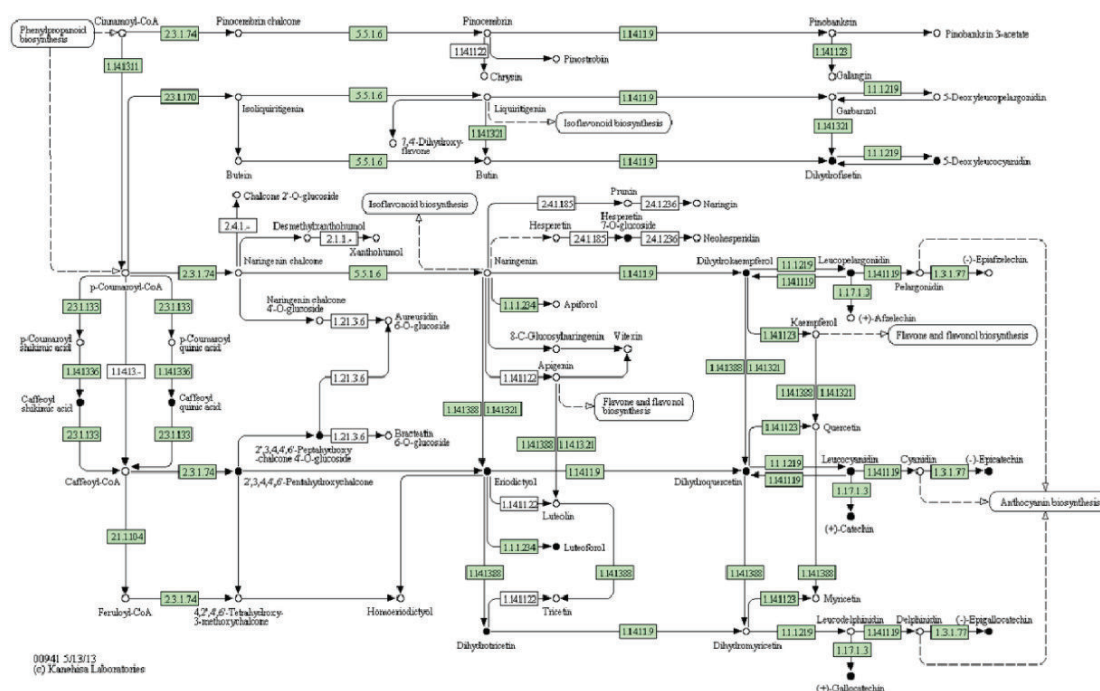 Phenylpropanoid
biosynthesis
Cinnamoyl-CoA
2.3.1.74
Pinocembrin chalcone
5.5.1.6
Pinocembrin
1.14.11.9
Pinobanksin
Pinobanksin 3-acetate
1.14.11.22
Pinostrobin
Chrysin
1.14.11.23
Galangin
1.14.13.11
2.3.1.170
Isoliquiritigenin
5.5.1.6
Liquiritigenin
1.14.11.9
Garbanzol
1.1.1.219
5-Deoxyleucopelargonidin
Isoflavonoid biosynthesis
7,4'-Dihydroxy-
flavone
1.14.13.21
1.14.13.21
Butein
5.5.1.6
Butin
1.14.11.9
Dihydrofisetin
1.1.1.219
5-Deoxyleucocyanidin
Chalcone 2'-O-glucoside
2.4.1.-
Isoflavonoid biosynthesis
Desmethylxanthohumol
2.1.1.-
Xanthohumol
2.4.1.185
Prunin
2.4.1.236
Naringin
Hesperetin
2.4.1.185
Hesperetin
7-O-glucoside
2.4.1.236
Neohesperidin
p-Coumaroyl-CoA
2.3.1.74
Naringenin chalcone
5.5.1.6
Naringenin
1.14.11.9
Dihydrokaempferol
1.1.1.219
1.14.11.19
Leucopelargonidin
1.14.11.19
Pelargonidin
1.3.1.77
(-)-Epiafzelechin
1.17.1.3
(+)-Afzelechin
1.1.1.234
Apiforol
Naringenin chalcone
4'-O-glucoside
1.21.3.6
Aureusidin
6-O-glucoside
8-C-Glucosylnaringenin
Vitexin
1.14.11.22
Apigenin
Flavone and flavonol
biosynthesis
1.14.11.23
Kaempferol
Flavone and flavonol biosynthesis
2.3.1.133
2.3.1.133
p-Coumaroyl
shikimic acid
p-Coumaroyl
quinic acid
1.14.13.36
1.14.13.-
1.14.13.36
Caffeoyl
shikimic acid
Caffeoyl
quinic acid
2.3.1.133
2.3.1.133
1.21.3.6
1.21.3.6
Bracteatin
6-O-glucoside
2',3,4,4',6'-Peptahydroxy
-chalcone 4'-O-glucoside
1.14.13.88
1.14.13.21
1.14.13.88
1.14.13.21
1.14.13.88
1.14.13.21
1.14.13.88
1.14.13.21
1.14.11.23
Quercetin
Caffeoyl-CoA
2.3.1.74
2',3,4,4',6'-Pentahydroxychalcone
Eriodictyol
1.14.11.9
Dihydroquercetin
1.1.1.219
1.14.11.19
Leucocyanidin
1.14.11.19
Cyanidin
1.3.1.77
(-)-Epicatechin
1.17.1.3
(+)-Catechin
Anthocyanin biosynthesis
1.14.11.22
Luteolin
1.1.1.234
Luteoforol
2.1.1.104
1.14.13.88
1.14.13.88
1.14.13.88
1.14.13.88
Feruloyl-CoA
2.3.1.74
4,2',4',6'-Tetrahydroxy-
3-methoxychalcone
Homoeriodictyol
1.14.11.22
Tricetin
1.14.11.23
Myricetin
Dihydrotricetin
1.14.11.9
Dihydromyricetin
1.1.1.219
Leucodelphinidin
1.14.11.19
Delphinidin
1.3.1.77
(-)-Epigallocatechin
1.17.1.3
(+)-Gallocatechin
00941 5/13/13
(c) Kanehisa Laboratories